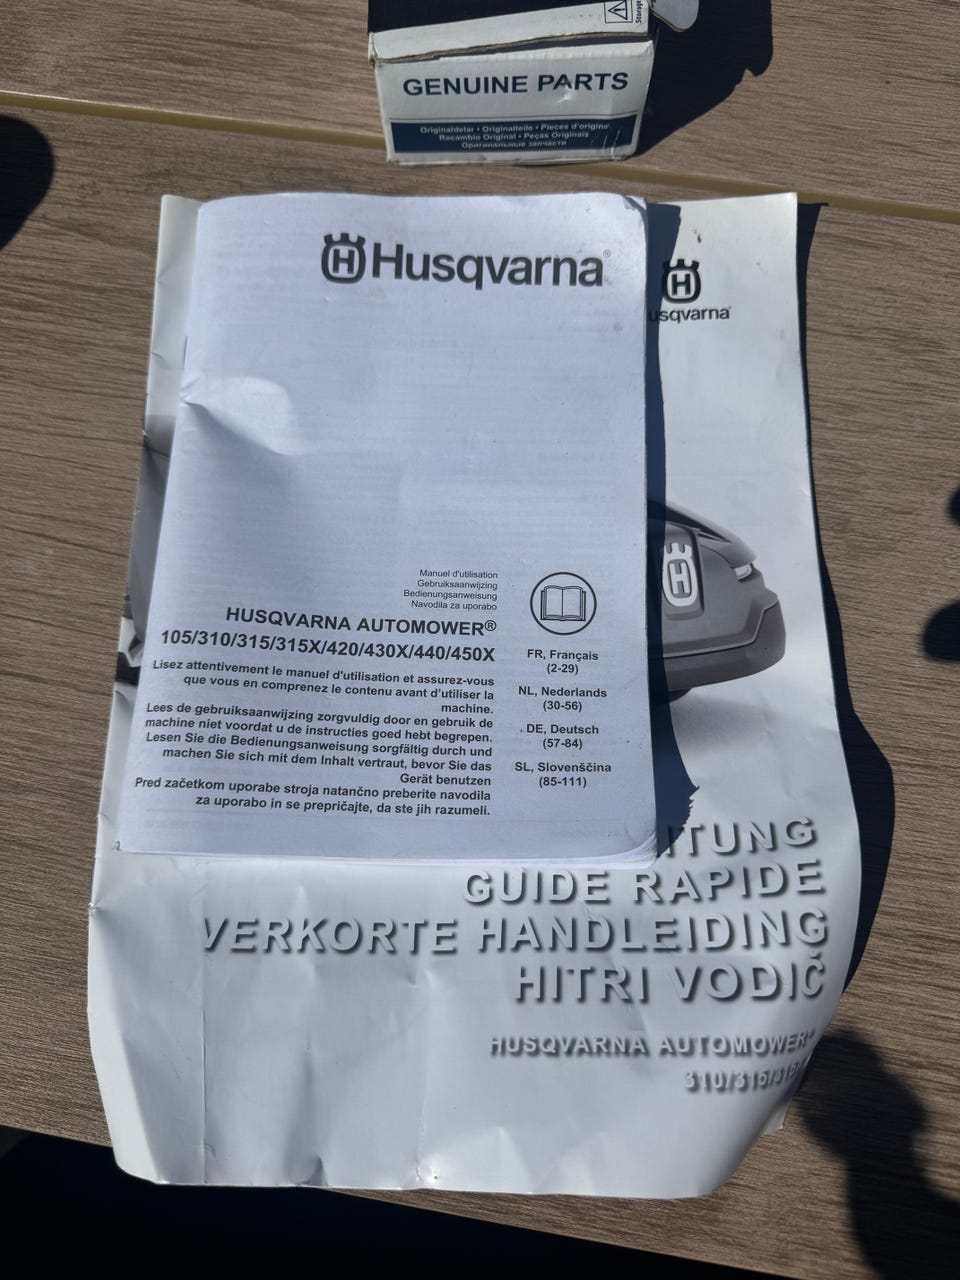 Storage
GENUINE PARTS
Originaldelar • Originalteile • Pieces d'origine
Recambio Original • Peças Originais
Оригинальные запчасти
H Husqvarna®
H
usqvarna
H
Manuel d'utilisation
Gebruiksaanwijzing
Bedienungsanweisung
Navodila za uporabo
HUSQVARNA AUTOMOWER®
105/310/315/315X/420/430X/440/450X
Lisez attentivement le manuel d'utilisation et assurez-vous
que vous en comprenez le contenu avant d'utiliser la
machine.
Lees de gebruiksaanwijzing zorgvuldig door en gebruik de
machine niet voordat u de instructies goed hebt begrepen.
Lesen Sie die Bedienungsanweisung sorgfältig durch und
machen Sie sich mit dem Inhalt vertraut, bevor Sie das
Gerät benutzen
Pred začetkom uporabe stroja natančno preberite navodila
za uporabo in se prepričajte, da ste jih razumeli.
FR, Français
(2-29)
NL, Nederlands
(30-56)
DE, Deutsch
(57-84)
SL, Slovenščina
(85-111)
ITUNG
GUIDE RAPIDE
VERKORTE HANDLEIDING
HITRI VODIČ
HUSQVARNA AUTOMOWER®
310/315/315